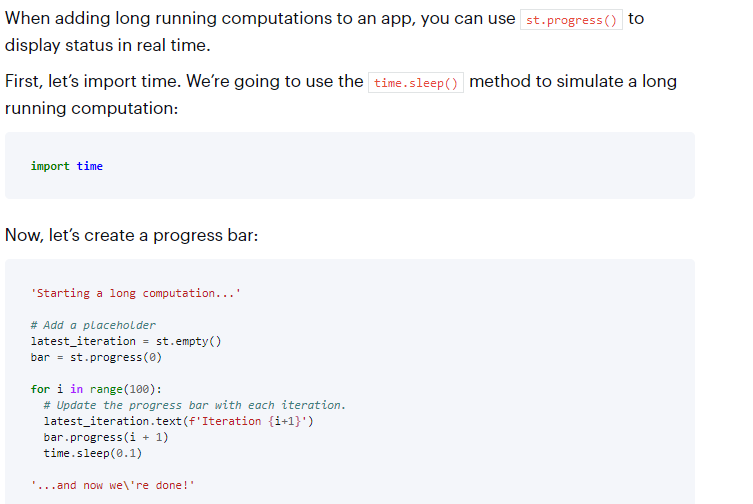 When adding long running computations to an app, you can use st.progress() to
display status in real time.
First, let’s import time. We’re going to use the time.sleep() method to simulate a long
running computation:
import time
Now, let’s create a progress bar:
'Starting a long computation...'
# Add a placeholder
latest_iteration = st.empty()
bar = st.progress(0)
for i in range(100):
  # Update the progress bar with each iteration.
  latest_iteration.text(f'Iteration {i+1}')
  bar.progress(i + 1)
  time.sleep(0.1)
'...and now we\'re done!'